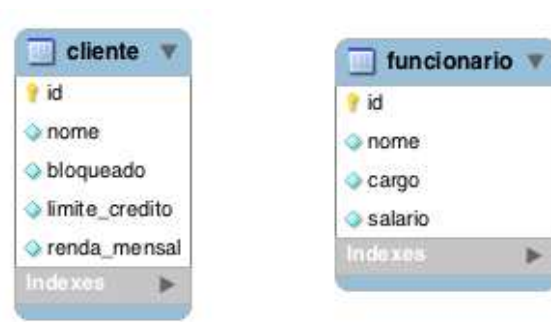 cliente
id
nome
bloqueado
limite_credito
renda_mensal
Indexes
funcionario
id
nome
cargo
salario
Indexes